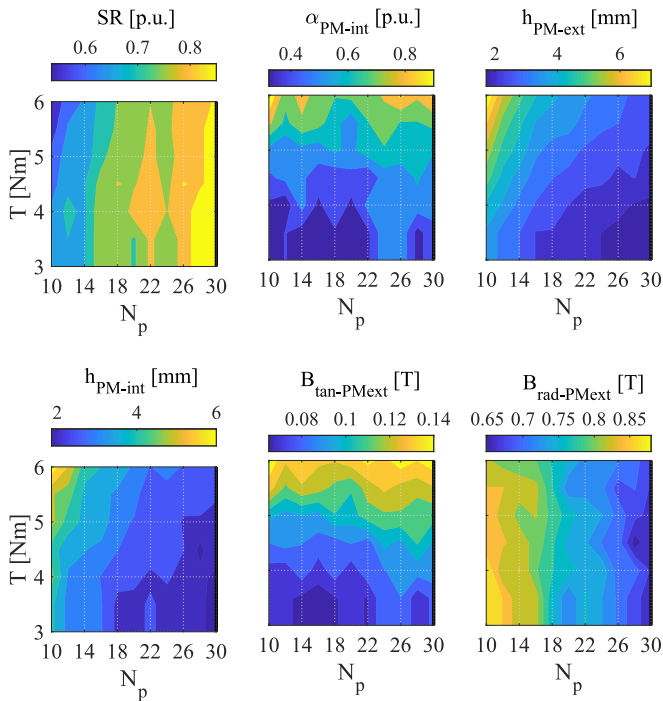 SR [p.u.]
α_PM-int [p.u.]
h_PM-ext [mm]
0.6 0.7 0.8
0.4 0.6 0.8
2 4 6
T [Nm]
6
5
4
3
10 14 18 22 26 30
10 14 18 22 26 30
10 14 18 22 26 30
N_p
N_p
N_p
h_PM-int [mm]
B_tan-PMext [T]
B_rad-PMext [T]
2 4 6
0.08 0.1 0.12 0.14
0.65 0.7 0.75 0.8 0.85
T [Nm]
6
5
4
3
10 14 18 22 26 30
10 14 18 22 26 30
10 14 18 22 26 30
N_p
N_p
N_p